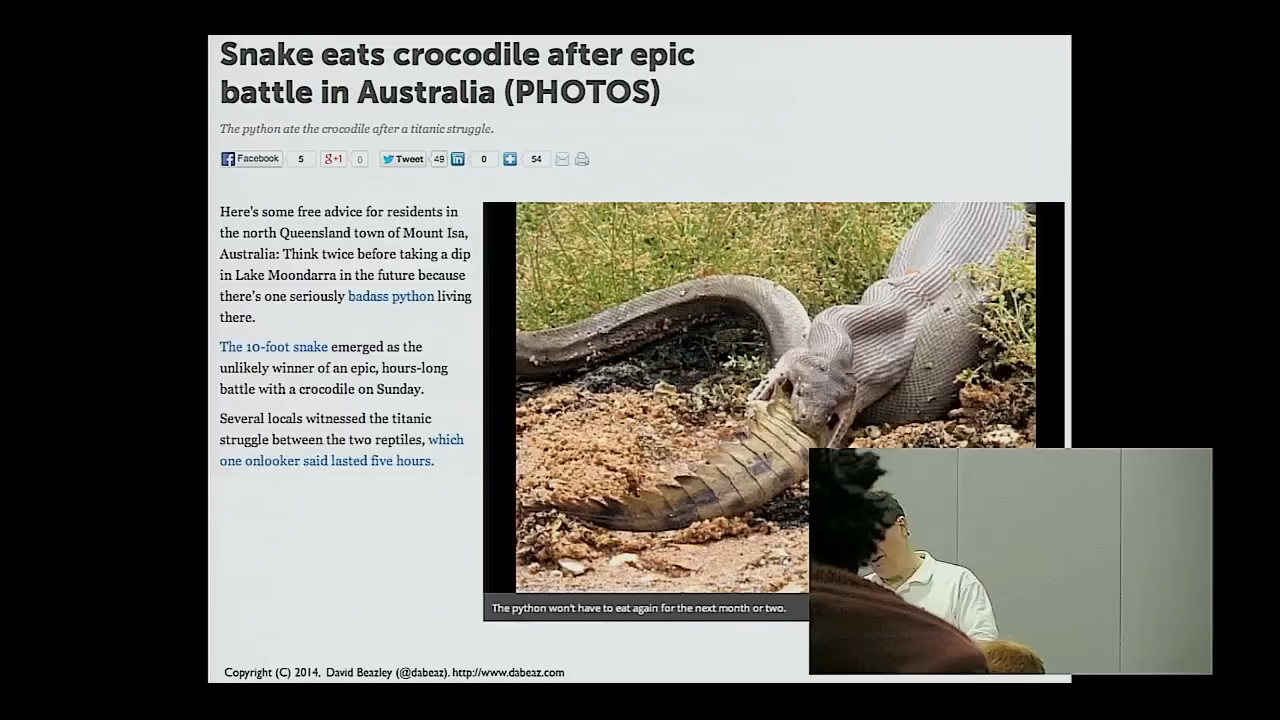 Snake eats crocodile after epic
battle in Australia (PHOTOS)
The python ate the crocodile after a titanic struggle.
Facebook 5 g+1 0 Tweet 49 in 0 54
Here's some free advice for residents in
the north Queensland town of Mount Isa,
Australia: Think twice before taking a dip
in Lake Moondarra in the future because
there's one seriously badass python living
there.
The 10-foot snake emerged as the
unlikely winner of an epic, hours-long
battle with a crocodile on Sunday.
Several locals witnessed the titanic
struggle between the two reptiles, which
one onlooker said lasted five hours.
The python won't have to eat again for the next month or two.
Copyright (C) 2014, David Beazley (@dabeaz). http://www.dabeaz.com